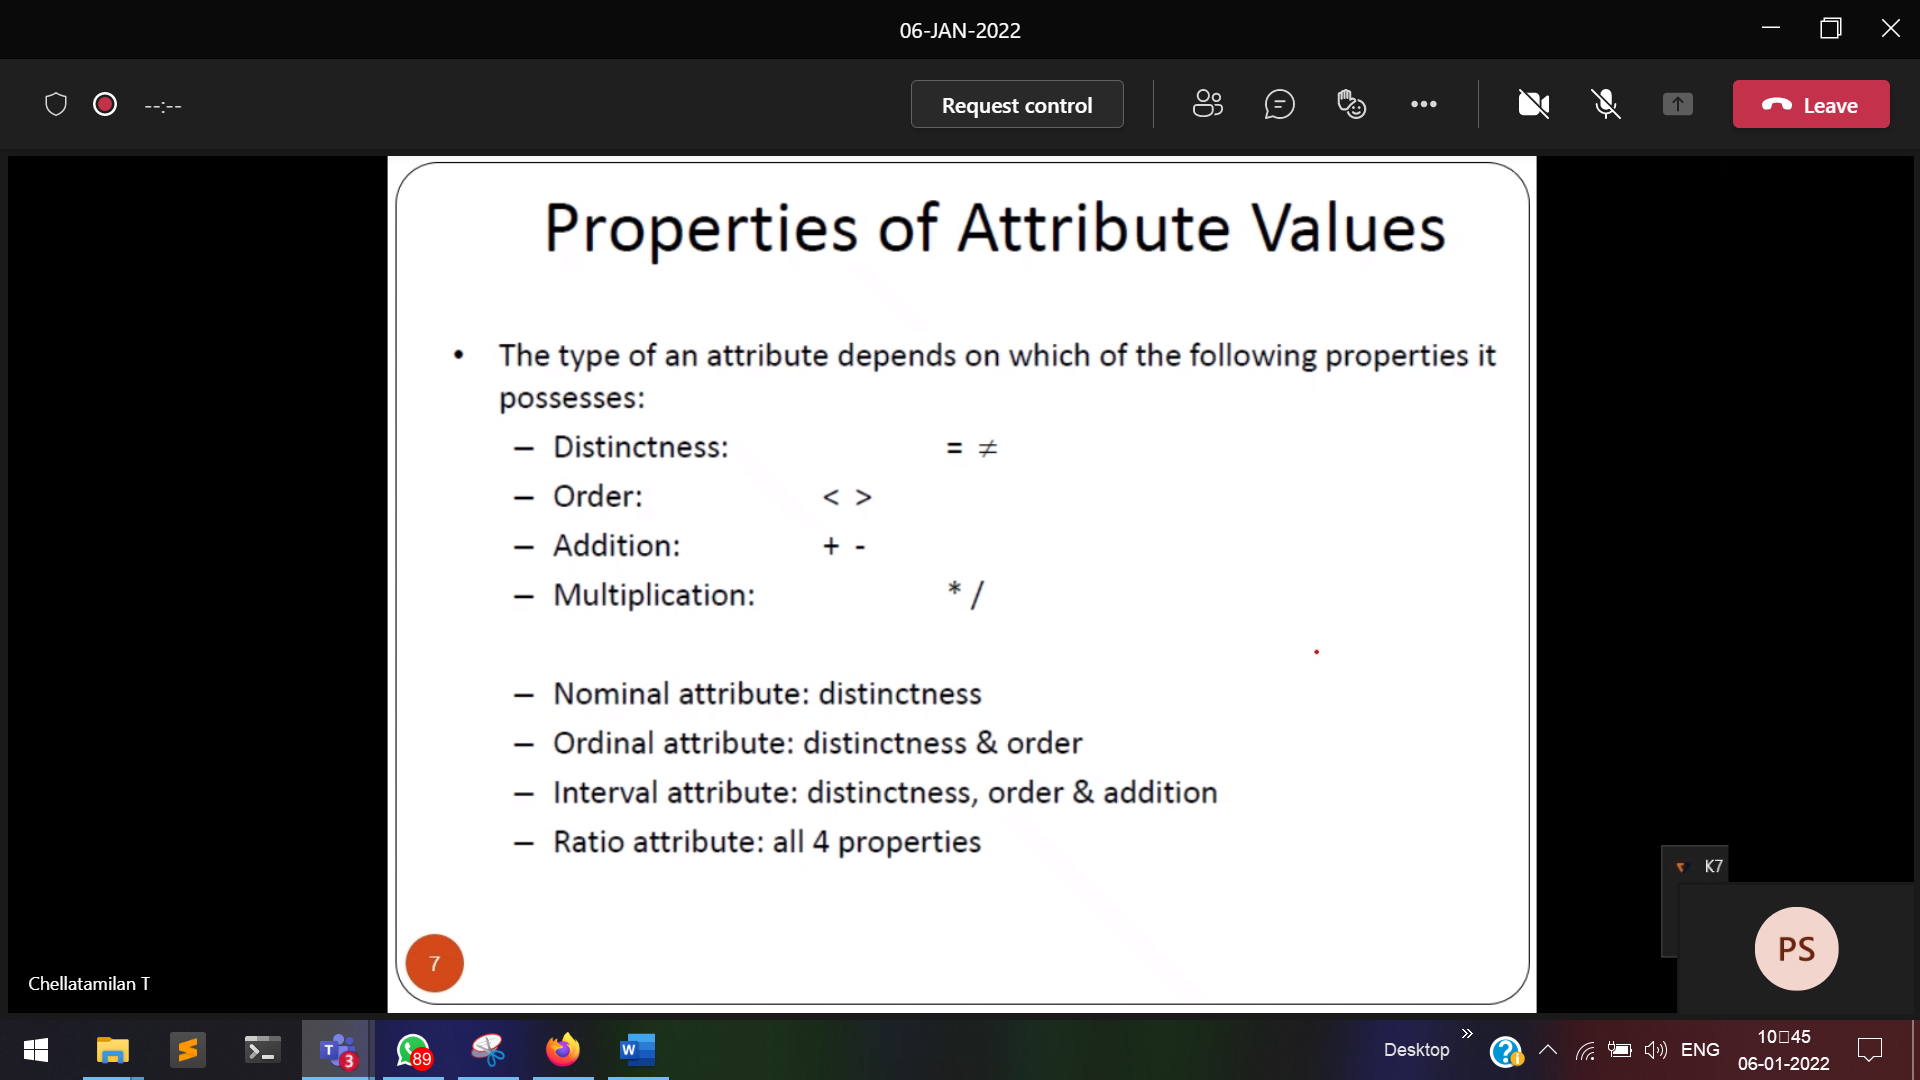 06-JAN-2022
--:--
Request control
Leave
Properties of Attribute Values
• The type of an attribute depends on which of the following properties it
possesses:
– Distinctness: = ≠
– Order: < >
– Addition: + -
– Multiplication: * /
– Nominal attribute: distinctness
– Ordinal attribute: distinctness & order
– Interval attribute: distinctness, order & addition
– Ratio attribute: all 4 properties
7
Chellatamilan T
K7
PS
T
3
89
W
Desktop
ENG
10□45
06-01-2022